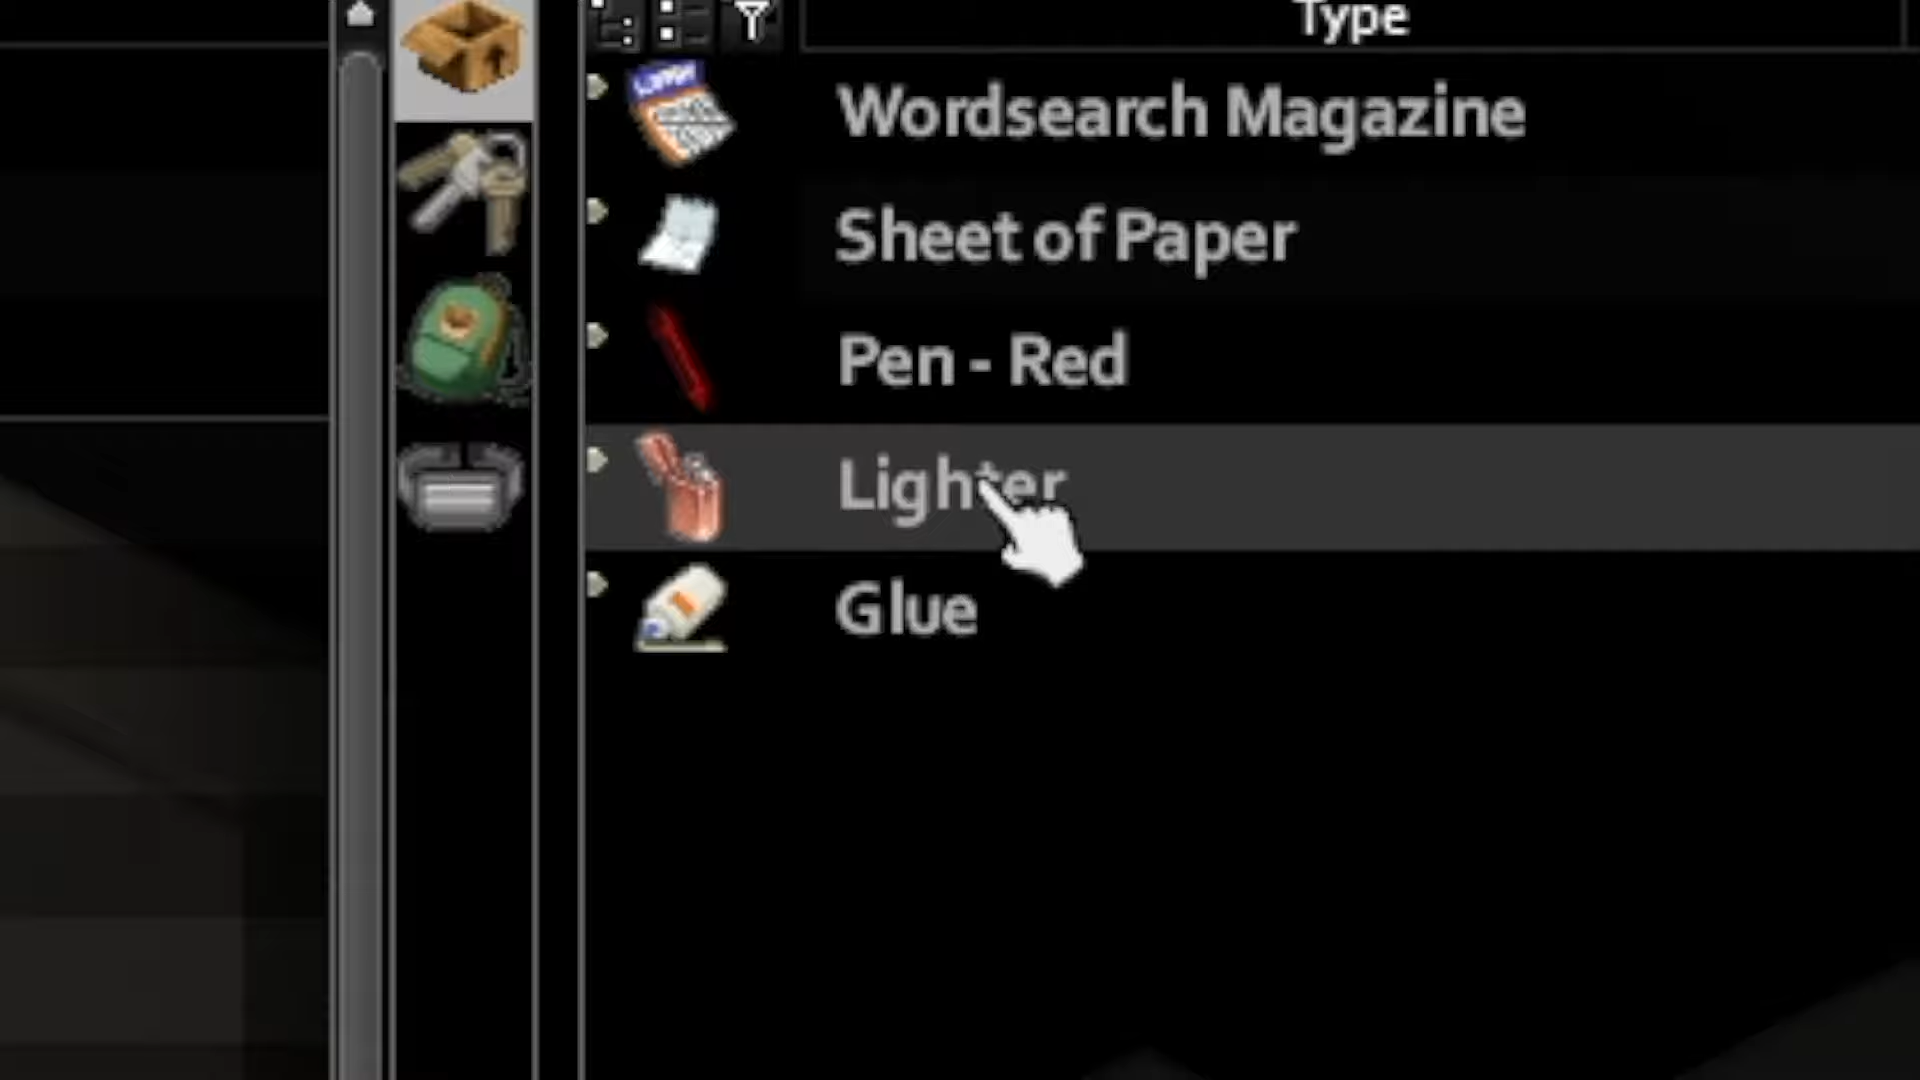 Type
Wordsearch Magazine
Sheet of Paper
Pen - Red
Lighter
Glue